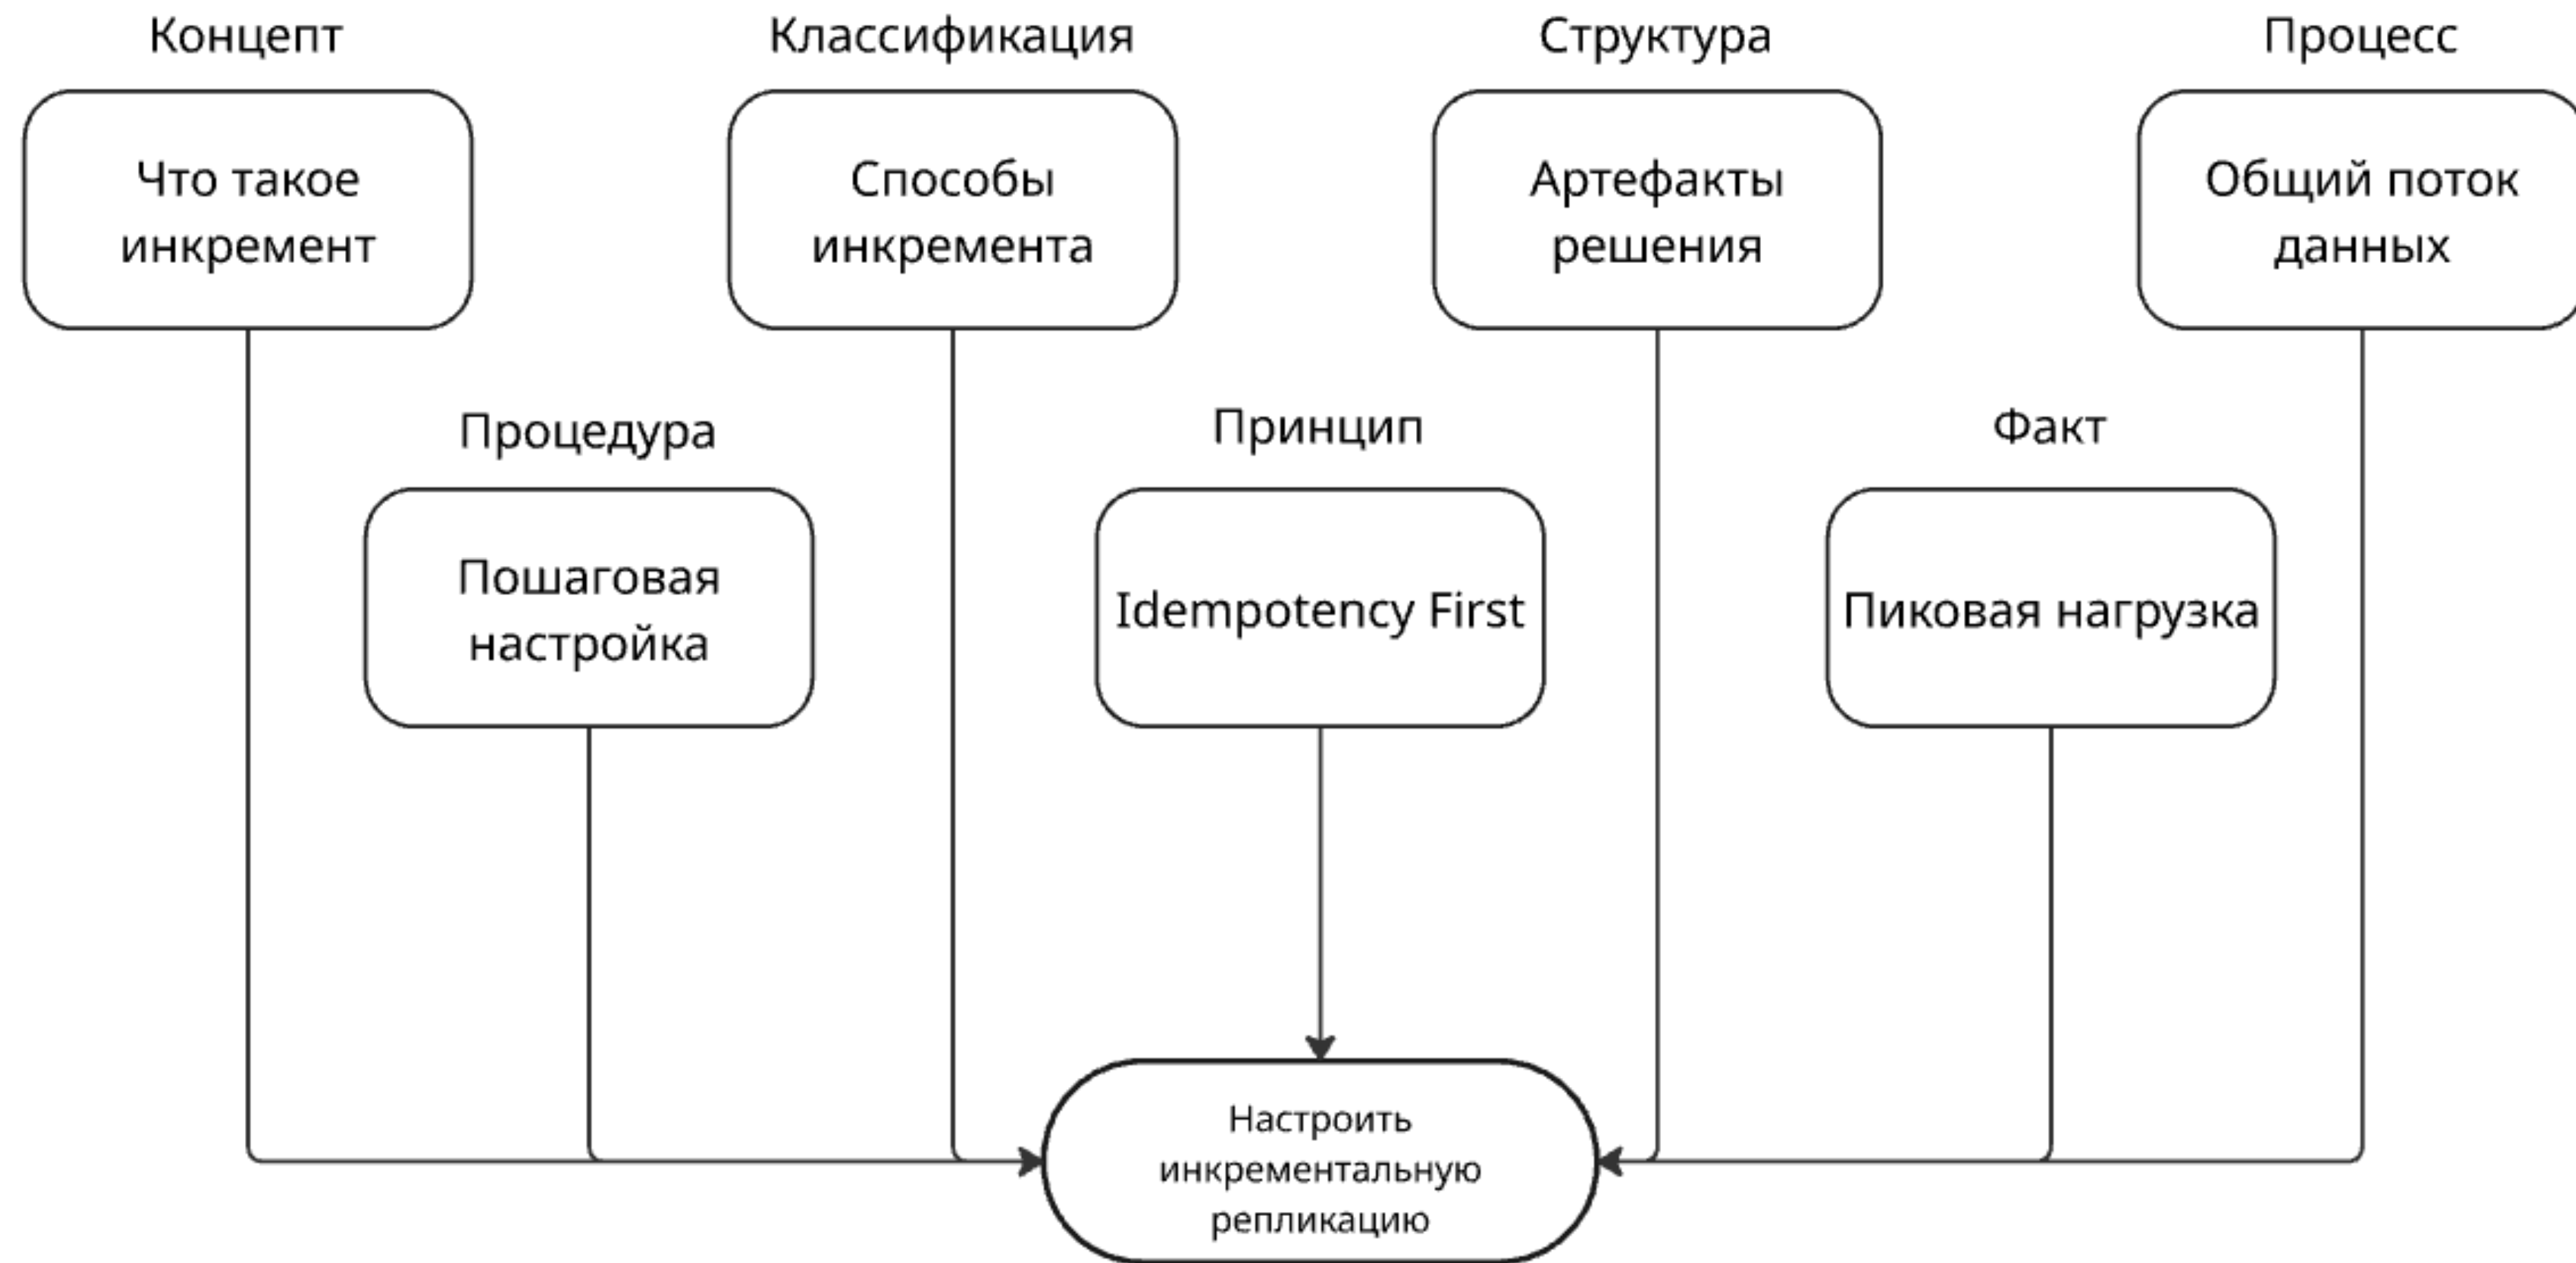 Концепт
Классификация
Структура
Процесс
Что такое
инкремент
Способы
инкремента
Артефакты
решения
Общий поток
данных
Процедура
Принцип
Факт
Пошаговая
настройка
Idempotency First
Пиковая нагрузка
Настроить
инкрементальную
репликацию